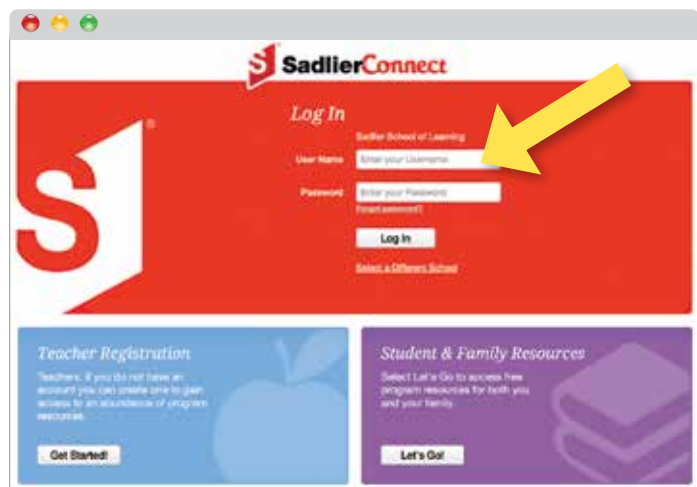 SadlierConnect
Log In
Sadlier School of Learning
User Name
Enter your Username
Password
Enter your Password
Forgot password?
Log In
Select a Different School
Teacher Registration
Teachers, if you do not have an
account you can create one to gain
access to an abundance of program
resources.
Get Started!
Student & Family Resources
Select Let's Go to access free
program resources for both you
and your family.
Let's Go!
S
S